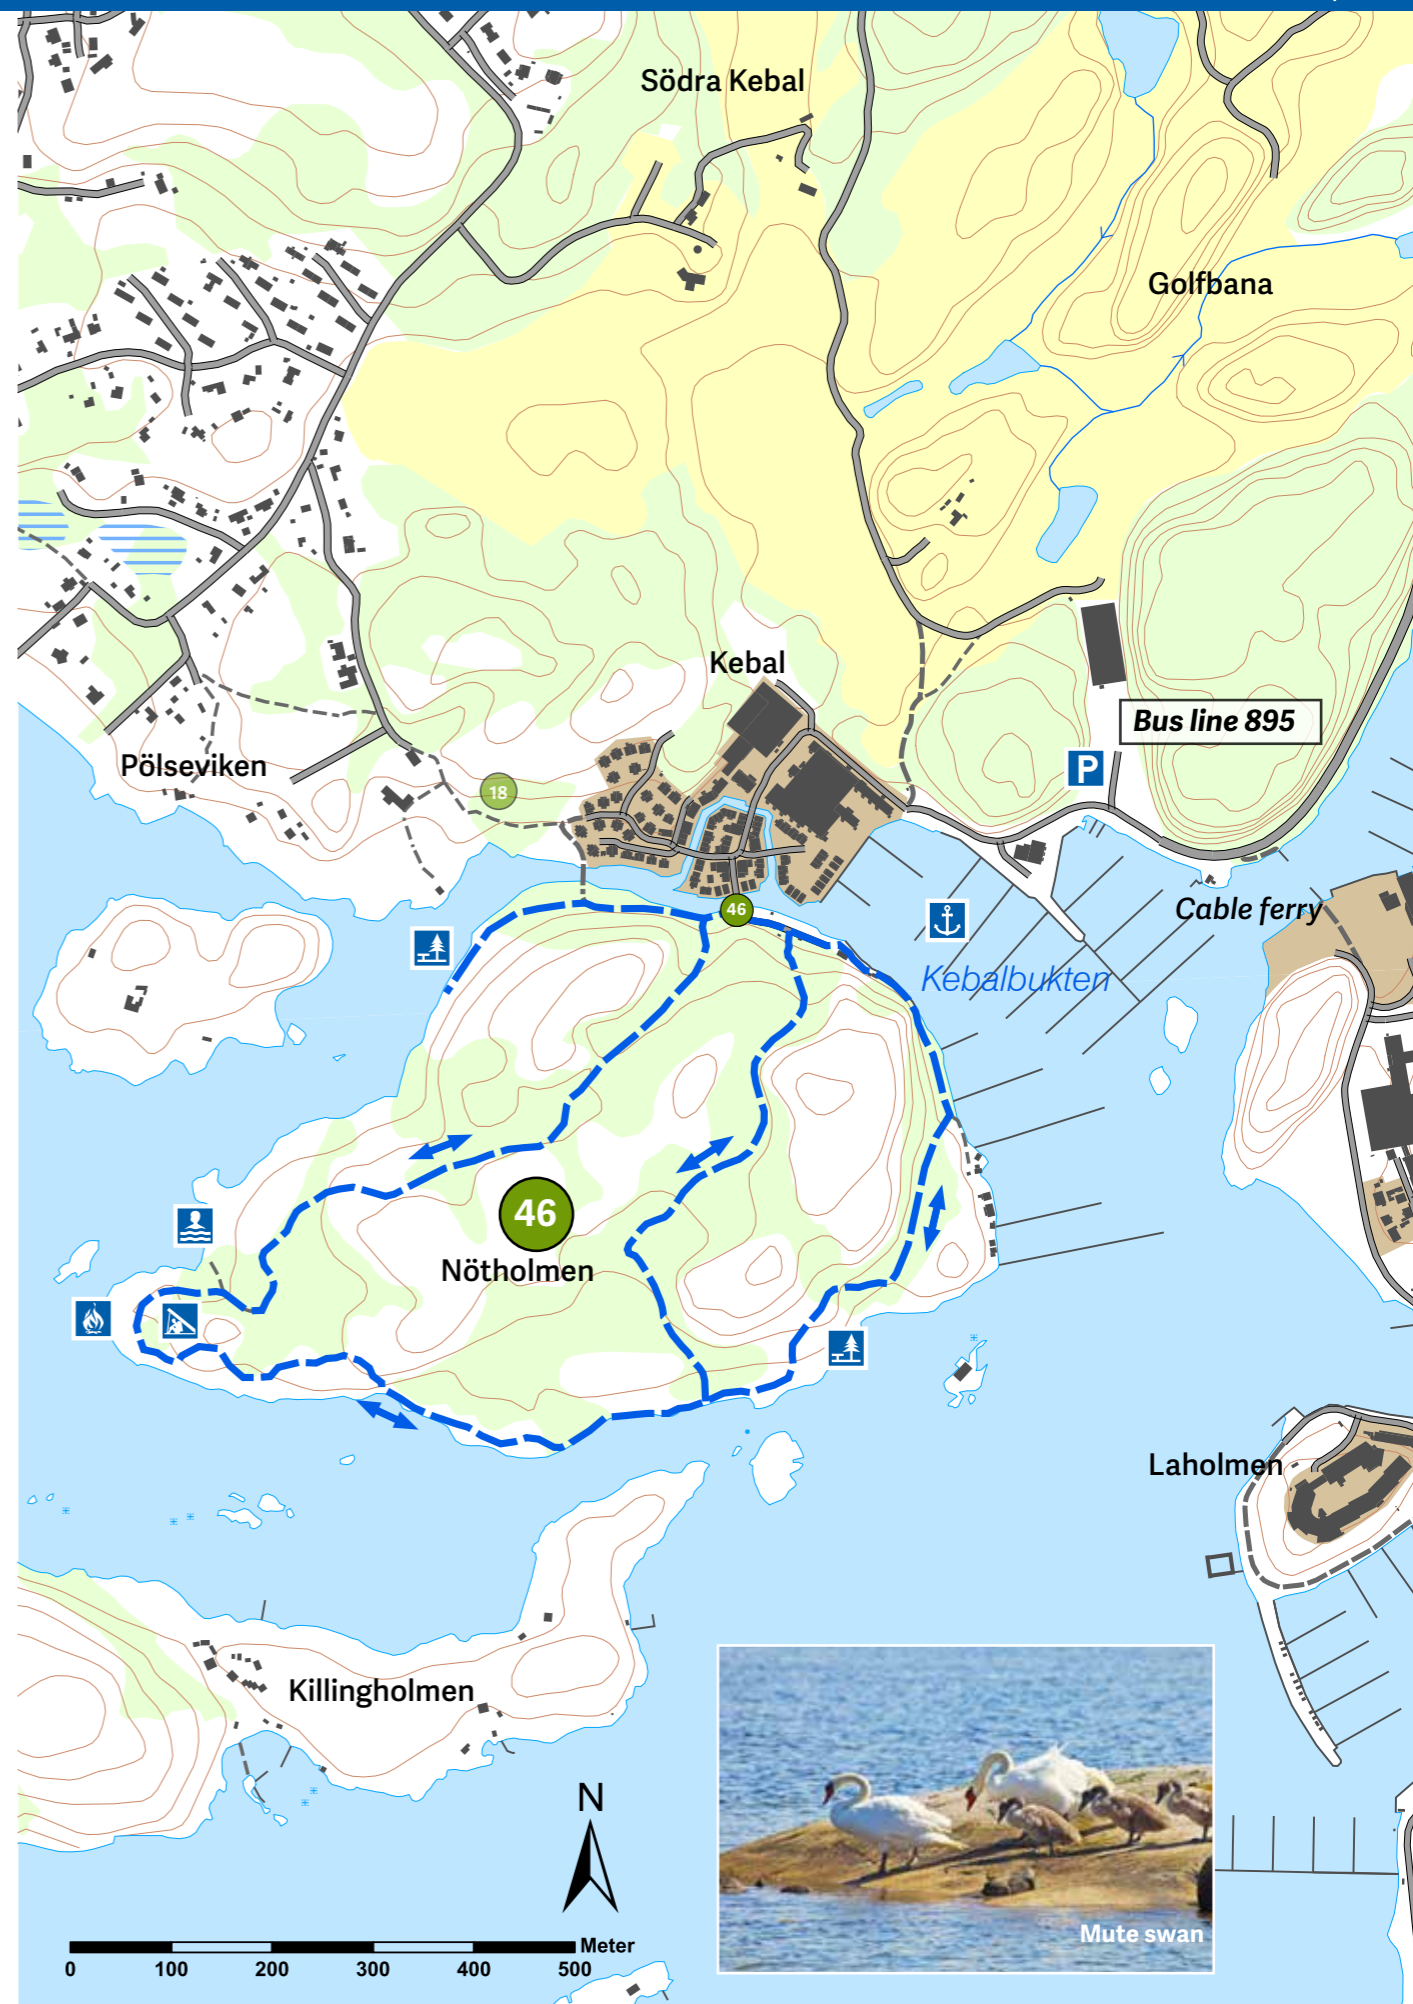 Södra Kebal
Golfbana
Kebal
Bus line 895
P
Pölseviken
18
46
Cable ferry
Kebalbukten
46
Nötholmen
Laholmen
Killingholmen
N
Meter
0 100 200 300 400 500
Mute swan